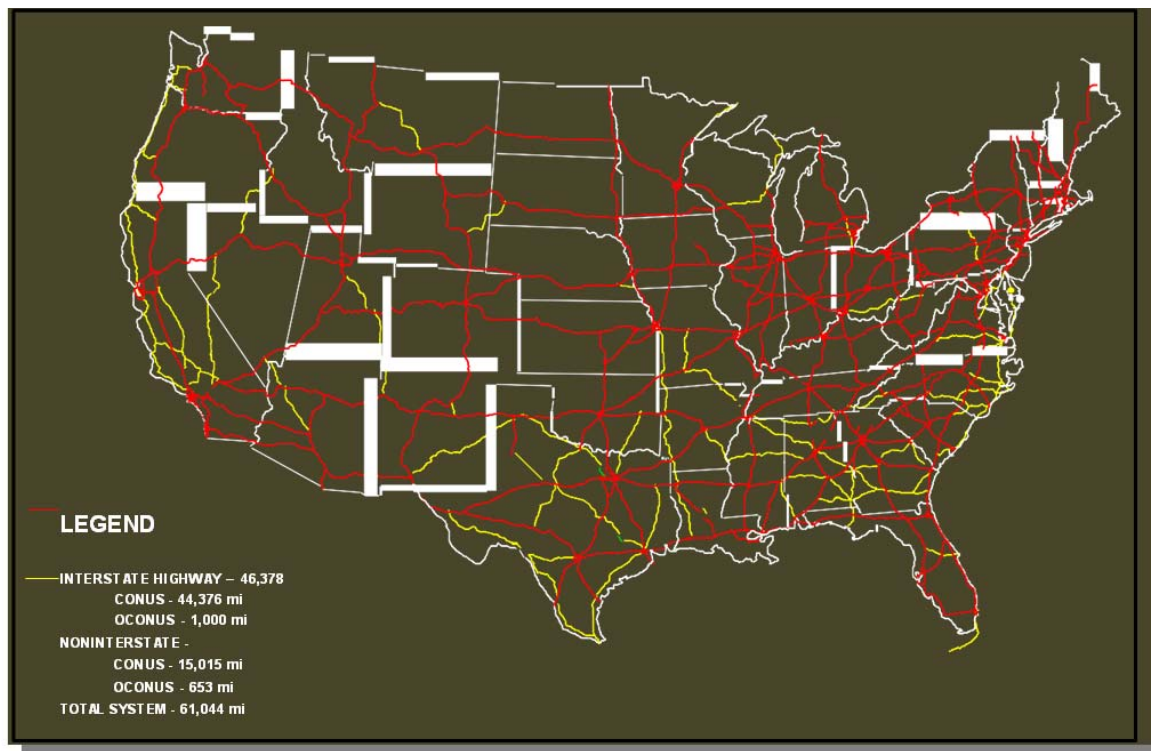 LEGEND
INTERSTATE HIGHWAY – 46,378
CONUS - 44,376 mi
OCONUS - 1,000 mi
NONINTERSTATE -
CONUS - 15,015 mi
OCONUS - 653 mi
TOTAL SYSTEM - 61,044 mi